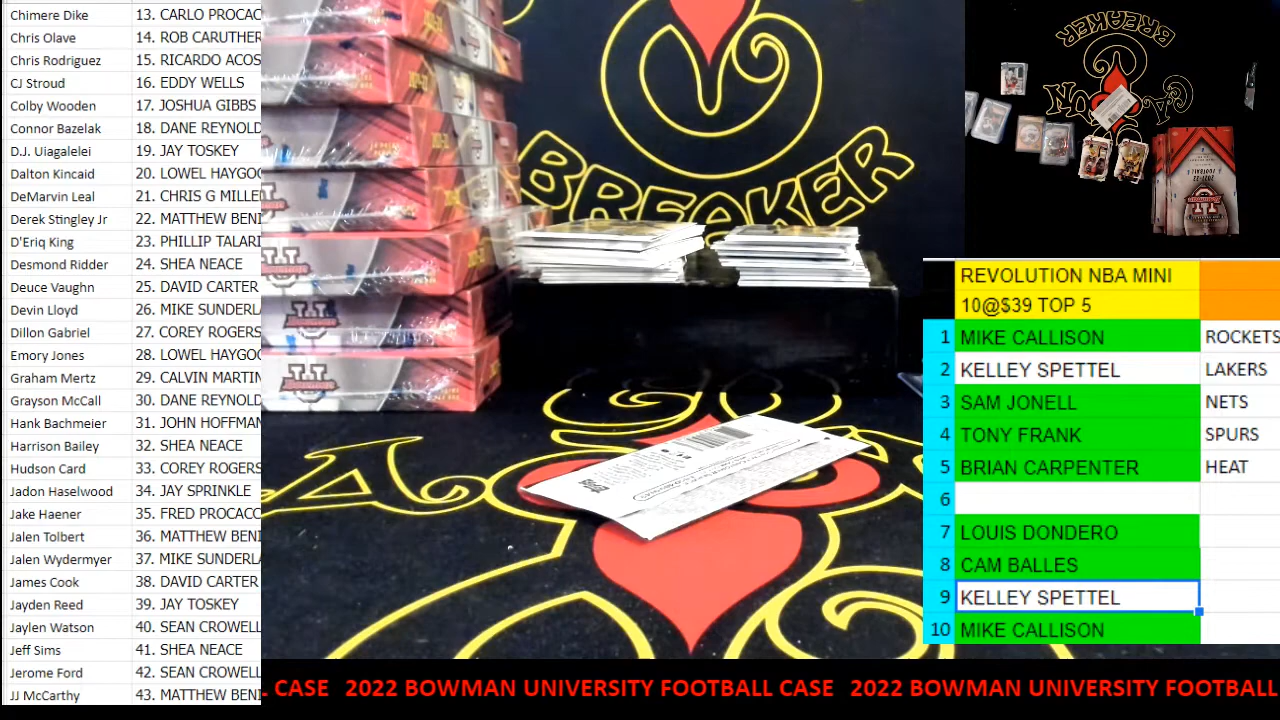 Chimere Dike 13. CARLO PROCAC
Chris Olave 14. ROB CARUTHER
Chris Rodriguez 15. RICARDO ACOS
CJ Stroud 16. EDDY WELLS
Colby Wooden 17. JOSHUA GIBBS
Connor Bazelak 18. DANE REYNOLD
D.J. Uiagalelei 19. JAY TOSKEY
Dalton Kincaid 20. LOWEL HAYGOO
DeMarvin Leal 21. CHRIS G MILLE
Derek Stingley Jr 22. MATTHEW BENI
D'Eriq King 23. PHILLIP TALARI
Desmond Ridder 24. SHEA NEACE
Deuce Vaughn 25. DAVID CARTER
Devin Lloyd 26. MIKE SUNDERL
Dillon Gabriel 27. COREY ROGERS
Emory Jones 28. LOWEL HAYGOO
Graham Mertz 29. CALVIN MARTIN
Grayson McCall 30. DANE REYNOLD
Hank Bachmeier 31. JOHN HOFFMAN
Harrison Bailey 32. SHEA NEACE
Hudson Card 33. COREY ROGERS
Jadon Haselwood 34. JAY SPRINKLE
Jake Haener 35. FRED PROCACC
Jalen Tolbert 36. MATTHEW BENI
Jalen Wydermyer 37. MIKE SUNDERLA
James Cook 38. DAVID CARTER
Jayden Reed 39. JAY TOSKEY
Jaylen Watson 40. SEAN CROWELL
Jeff Sims 41. SHEA NEACE
Jerome Ford 42. SEAN CROWELL
JJ McCarthy 43. MATTHEW BENI
BREAKER
BREAKER
FOOTBALL
REVOLUTION NBA MINI
10@$39 TOP 5
1 MIKE CALLISON ROCKETS
2 KELLEY SPETTEL LAKERS
3 SAM JONELL NETS
4 TONY FRANK SPURS
5 BRIAN CARPENTER HEAT
6
7 LOUIS DONDERO
8 CAM BALLES
9 KELLEY SPETTEL
10 MIKE CALLISON
L CASE 2022 BOWMAN UNIVERSITY FOOTBALL CASE 2022 BOWMAN UNIVERSITY FOOTBALL